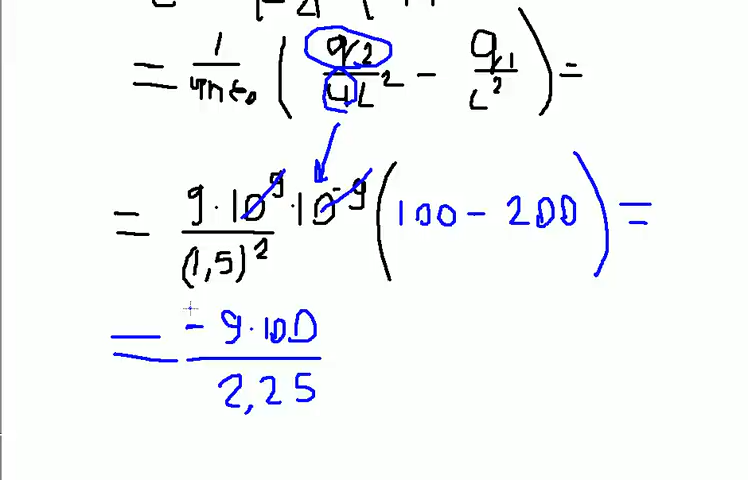 = 1/4πε₀ ( q₂/4L² − q₁/L² ) =
= 9·10⁹·10⁻⁹/(1,5)² ( 100 − 200 ) =
= −9·100/2,25